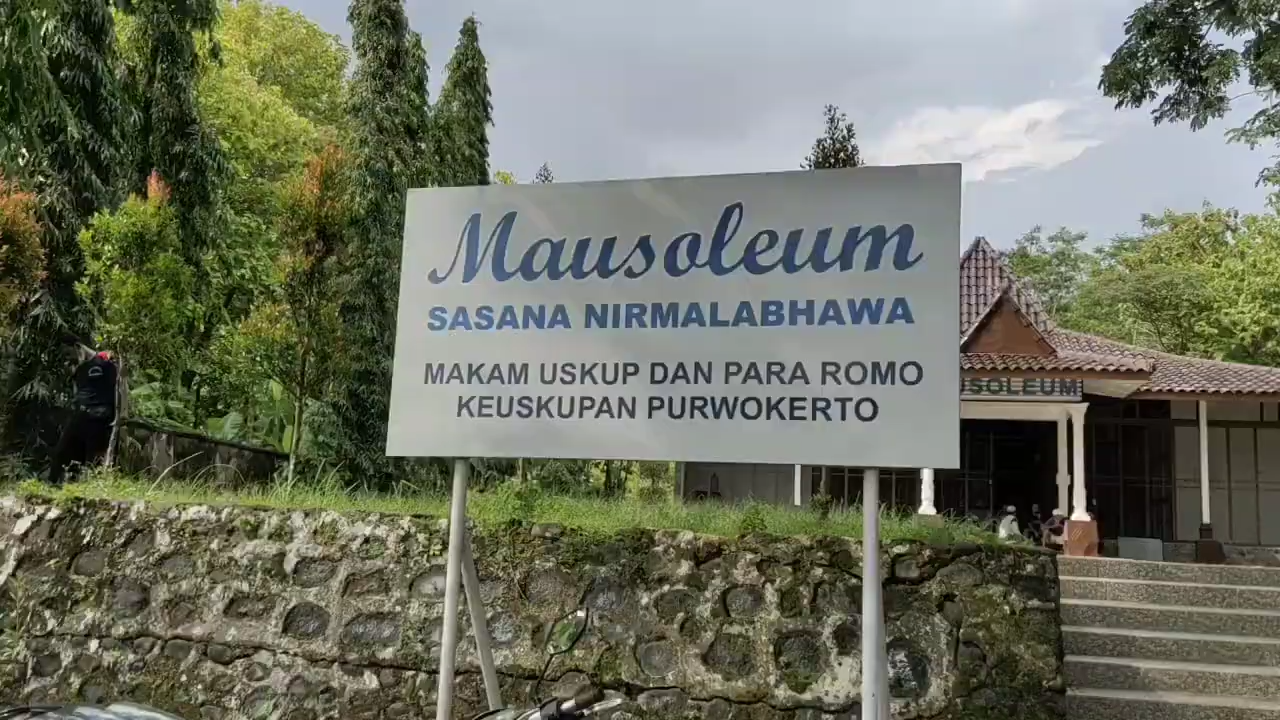 Mausoleum
SASANA NIRMALABHAWA
MAKAM USKUP DAN PARA ROMO
KEUSKUPAN PURWOKERTO
USOLEUM